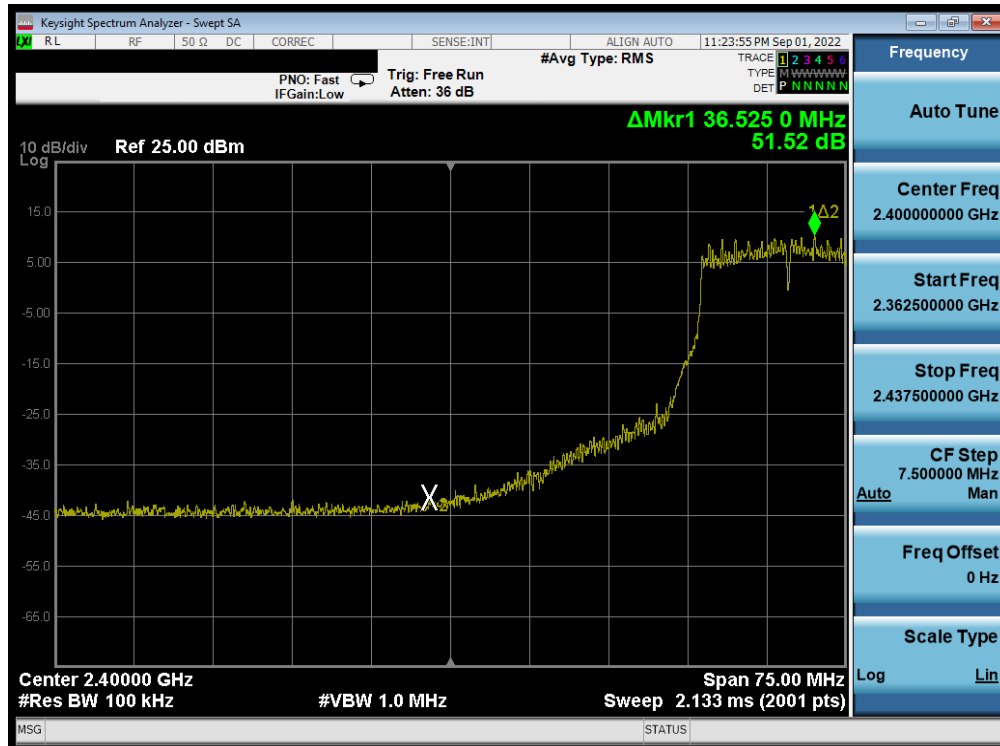 Keysight Spectrum Analyzer - Swept SA
LXI RL RF 50 Ω DC CORREC SENSE:INT ALIGN AUTO 11:23:55 PM Sep 01, 2022
PNO: Fast
IFGain:Low
Trig: Free Run
Atten: 36 dB
#Avg Type: RMS
TRACE 1 2 3 4 5 6
TYPE M WWWWW
DET P N N N N N
ΔMkr1 36.525 0 MHz
51.52 dB
10 dB/div
Log
Ref 25.00 dBm
15.0
5.00
-5.00
-15.0
-25.0
-35.0
-45.0
-55.0
-65.0
1Δ2
X2
Center 2.40000 GHz
Span 75.00 MHz
#Res BW 100 kHz
#VBW 1.0 MHz
Sweep 2.133 ms (2001 pts)
MSG
STATUS
Frequency
Auto Tune
Center Freq
2.400000000 GHz
Start Freq
2.362500000 GHz
Stop Freq
2.437500000 GHz
CF Step
7.500000 MHz
Auto Man
Freq Offset
0 Hz
Scale Type
Log Lin